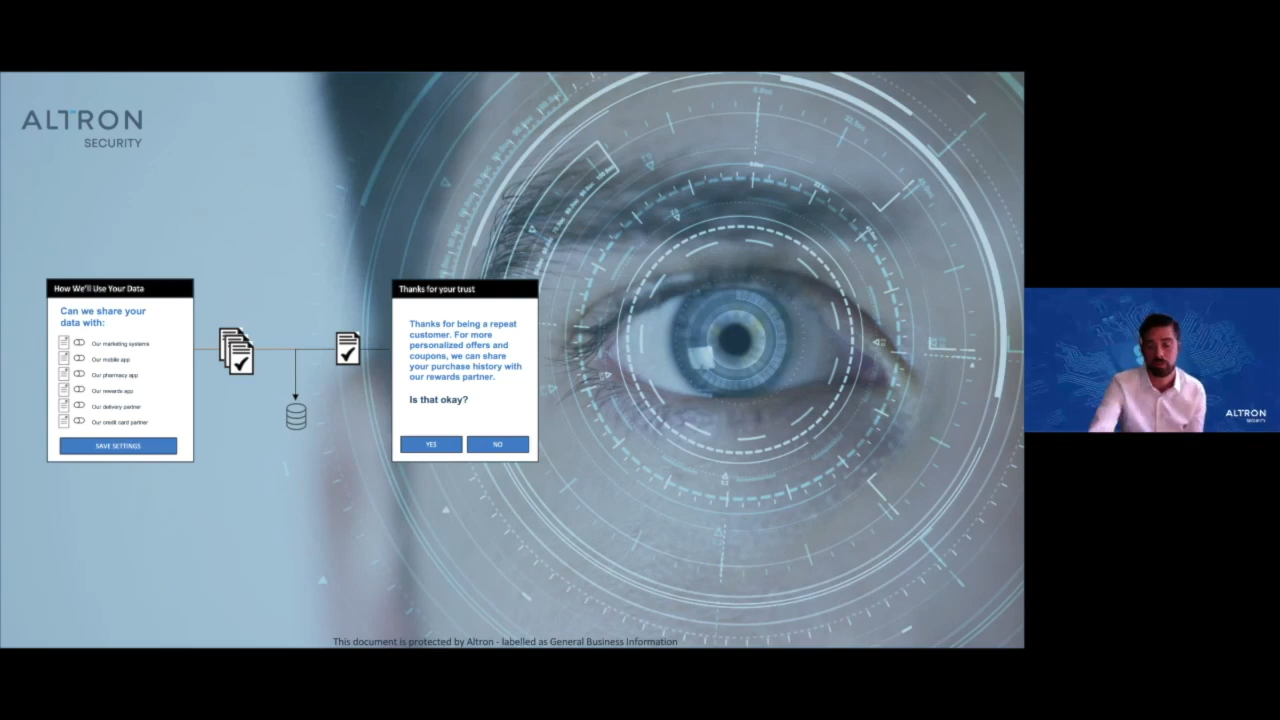 ALTRON
SECURITY
How We'll Use Your Data
Can we share your
data with:
Our marketing systems
Our mobile app
Our pharmacy app
Our rewards app
Our delivery partner
Our credit card partner
SAVE SETTINGS
Thanks for your trust
Thanks for being a repeat
customer. For more
personalized offers and
coupons, we can share
your purchase history with
our rewards partner.
Is that okay?
YES
NO
This document is protected by Altron - labelled as General Business Information
ALTRON
SECURITY